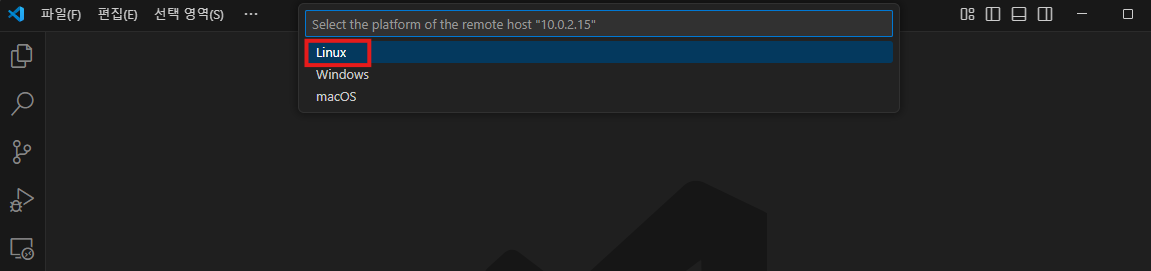 파일(F) 편집(E) 선택 영역(S) ···
Select the platform of the remote host "10.0.2.15"
Linux
Windows
macOS